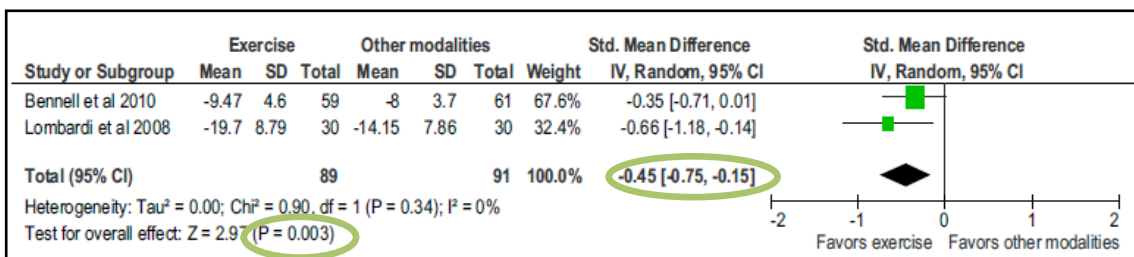 Exercise Other modalities Std. Mean Difference Std. Mean Difference
Study or Subgroup Mean SD Total Mean SD Total Weight IV, Random, 95% CI IV, Random, 95% CI
Bennell et al 2010 -9.47 4.6 59 -8 3.7 61 67.6% -0.35 [-0.71, 0.01]
Lombardi et al 2008 -19.7 8.79 30 -14.15 7.86 30 32.4% -0.66 [-1.18, -0.14]
Total (95% CI) 89 91 100.0% -0.45 [-0.75, -0.15]
Heterogeneity: Tau² = 0.00; Chi² = 0.90, df = 1 (P = 0.34); I² = 0%
Test for overall effect: Z = 2.97 (P = 0.003)
-2 -1 0 1 2
Favors exercise Favors other modalities